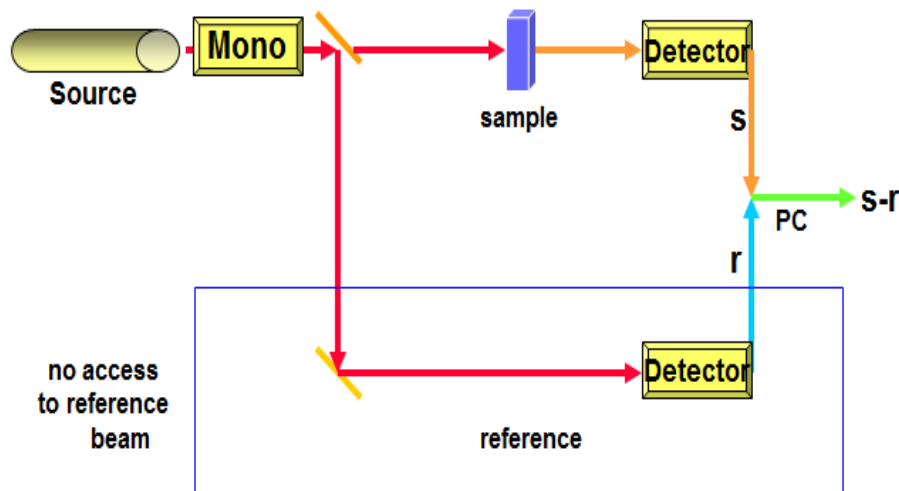 Mono
Detector
Source
sample
s
s-r
PC
r
no access
to reference
beam
Detector
reference